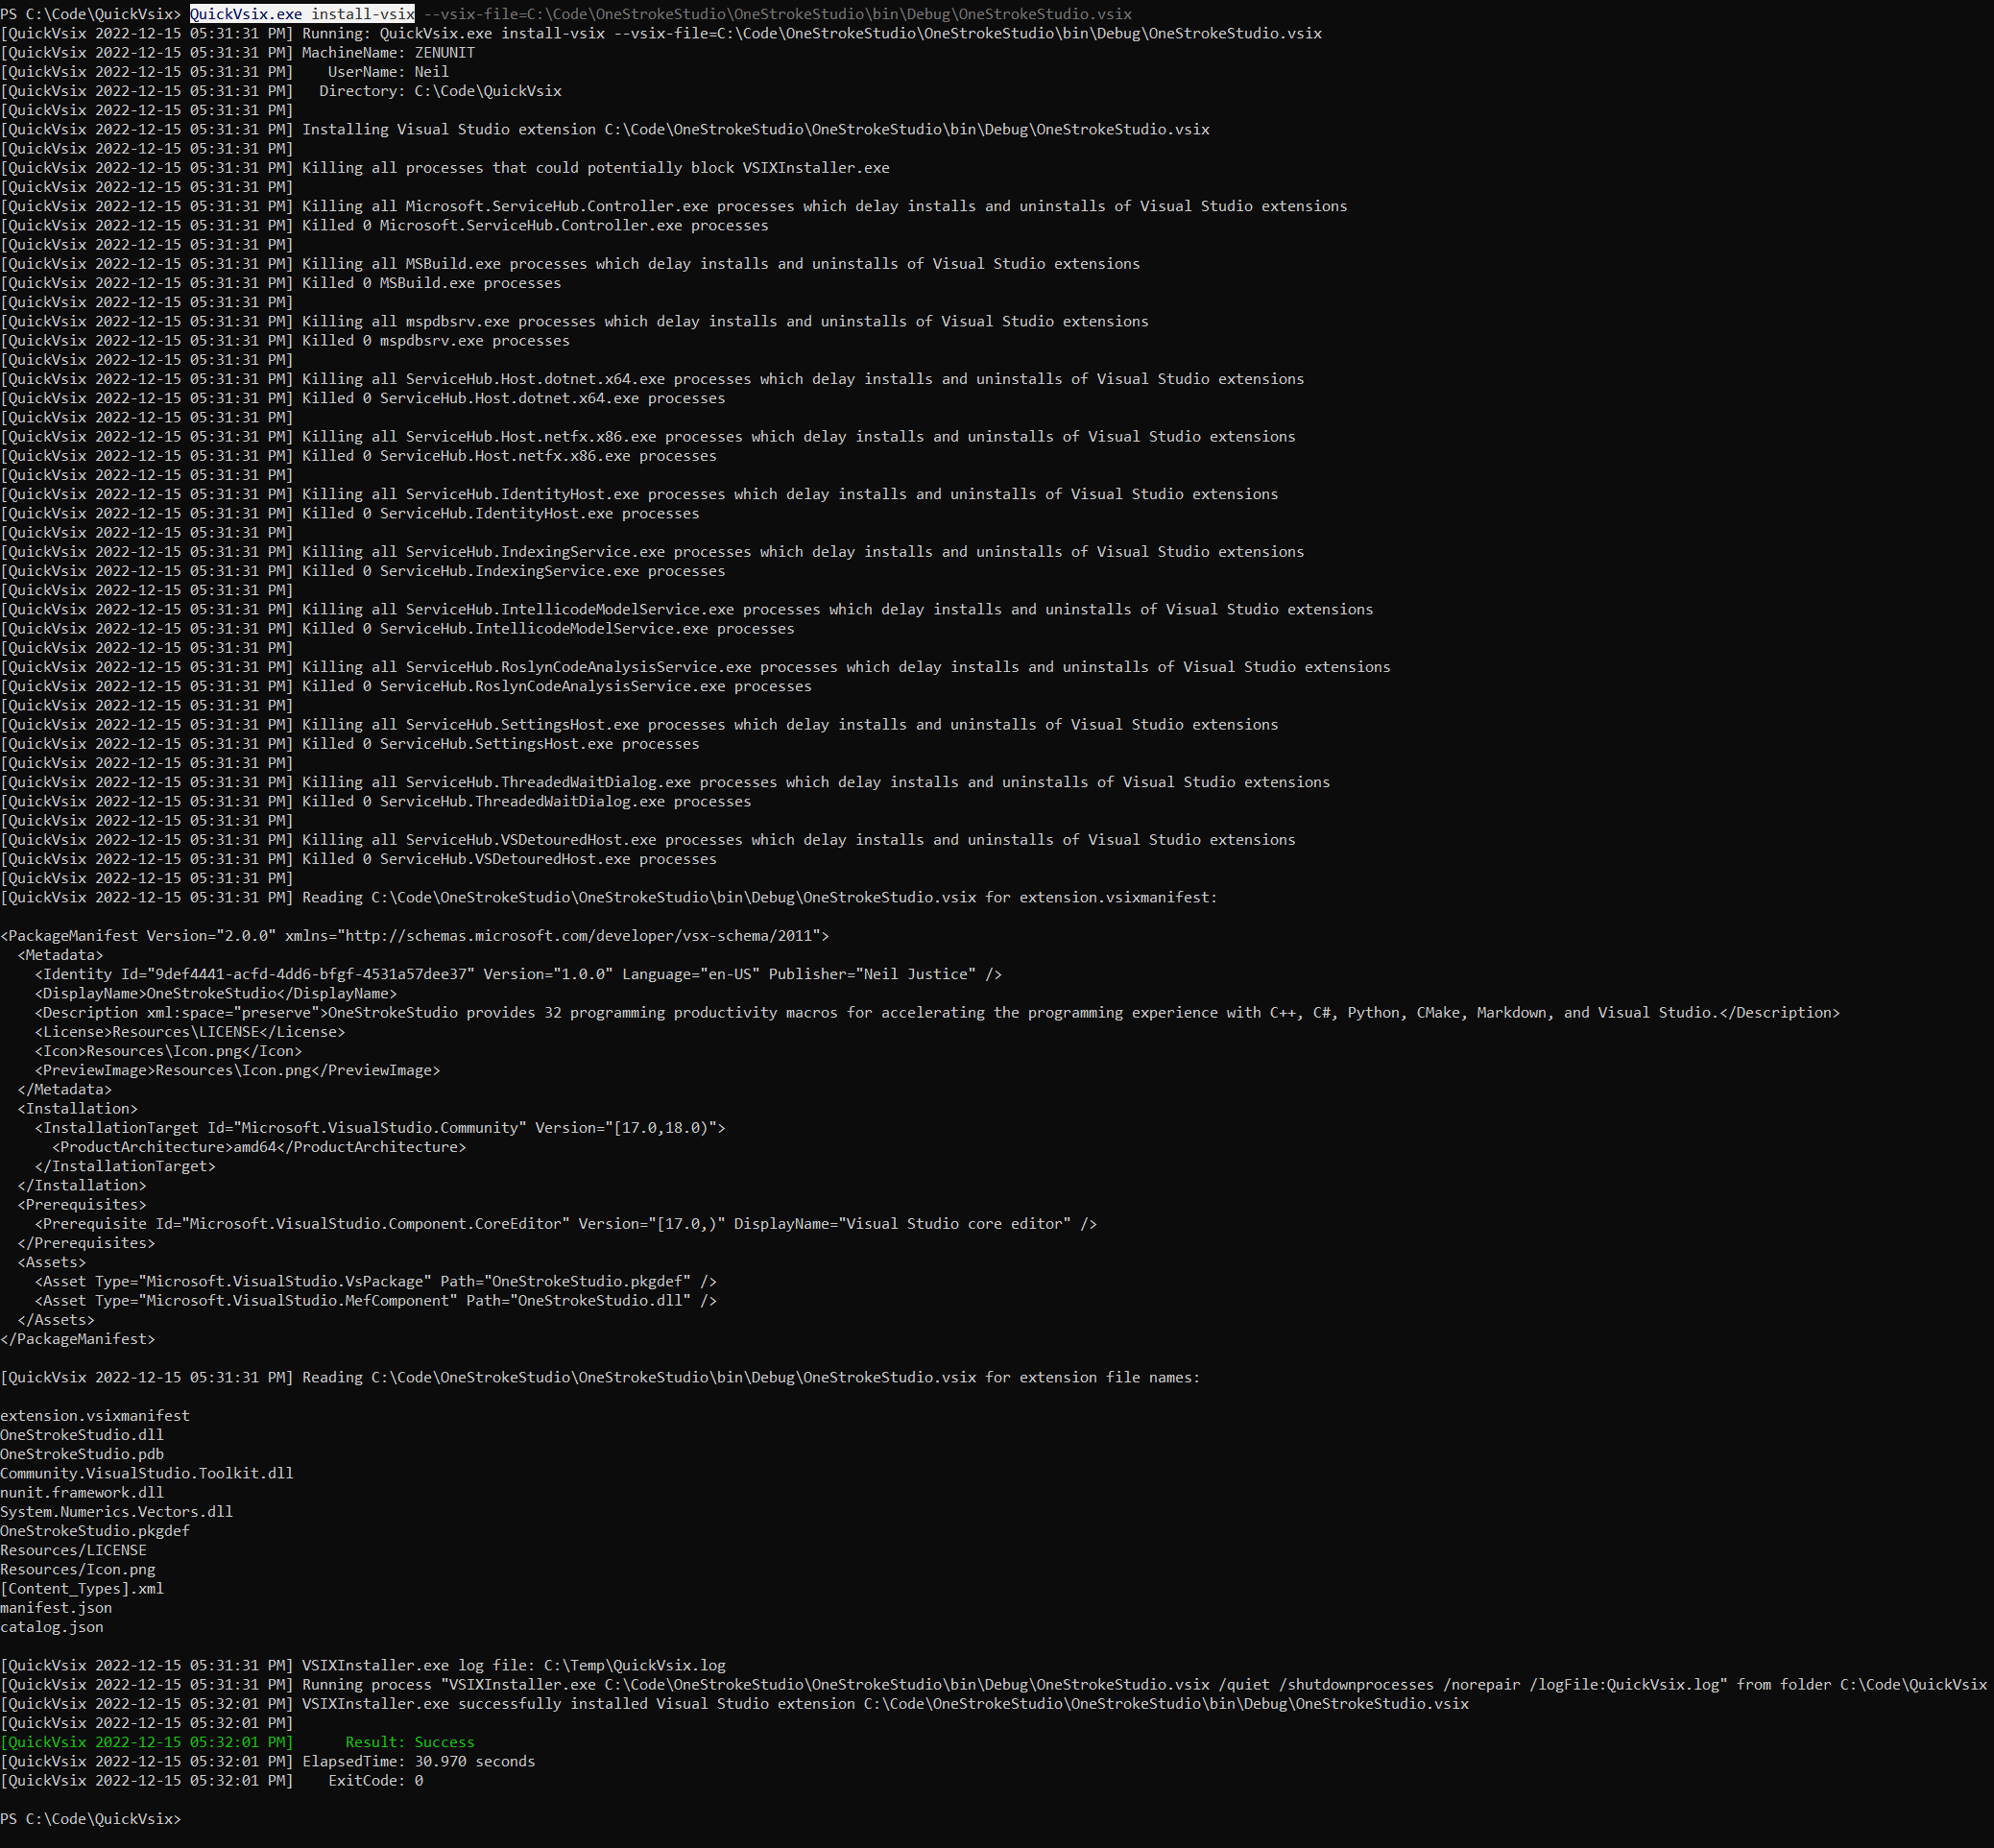 PS C:\Code\QuickVsix> QuickVsix.exe install-vsix --vsix-file=C:\Code\OneStrokeStudio\OneStrokeStudio\bin\Debug\OneStrokeStudio.vsix
[QuickVsix 2022-12-15 05:31:31 PM] Running: QuickVsix.exe install-vsix --vsix-file=C:\Code\OneStrokeStudio\OneStrokeStudio\bin\Debug\OneStrokeStudio.vsix
[QuickVsix 2022-12-15 05:31:31 PM] MachineName: ZENUNIT
[QuickVsix 2022-12-15 05:31:31 PM]    UserName: Neil
[QuickVsix 2022-12-15 05:31:31 PM]   Directory: C:\Code\QuickVsix
[QuickVsix 2022-12-15 05:31:31 PM]
[QuickVsix 2022-12-15 05:31:31 PM] Installing Visual Studio extension C:\Code\OneStrokeStudio\OneStrokeStudio\bin\Debug\OneStrokeStudio.vsix
[QuickVsix 2022-12-15 05:31:31 PM]
[QuickVsix 2022-12-15 05:31:31 PM] Killing all processes that could potentially block VSIXInstaller.exe
[QuickVsix 2022-12-15 05:31:31 PM]
[QuickVsix 2022-12-15 05:31:31 PM] Killing all Microsoft.ServiceHub.Controller.exe processes which delay installs and uninstalls of Visual Studio extensions
[QuickVsix 2022-12-15 05:31:31 PM] Killed 0 Microsoft.ServiceHub.Controller.exe processes
[QuickVsix 2022-12-15 05:31:31 PM]
[QuickVsix 2022-12-15 05:31:31 PM] Killing all MSBuild.exe processes which delay installs and uninstalls of Visual Studio extensions
[QuickVsix 2022-12-15 05:31:31 PM] Killed 0 MSBuild.exe processes
[QuickVsix 2022-12-15 05:31:31 PM]
[QuickVsix 2022-12-15 05:31:31 PM] Killing all mspdbsrv.exe processes which delay installs and uninstalls of Visual Studio extensions
[QuickVsix 2022-12-15 05:31:31 PM] Killed 0 mspdbsrv.exe processes
[QuickVsix 2022-12-15 05:31:31 PM]
[QuickVsix 2022-12-15 05:31:31 PM] Killing all ServiceHub.Host.dotnet.x64.exe processes which delay installs and uninstalls of Visual Studio extensions
[QuickVsix 2022-12-15 05:31:31 PM] Killed 0 ServiceHub.Host.dotnet.x64.exe processes
[QuickVsix 2022-12-15 05:31:31 PM]
[QuickVsix 2022-12-15 05:31:31 PM] Killing all ServiceHub.Host.netfx.x86.exe processes which delay installs and uninstalls of Visual Studio extensions
[QuickVsix 2022-12-15 05:31:31 PM] Killed 0 ServiceHub.Host.netfx.x86.exe processes
[QuickVsix 2022-12-15 05:31:31 PM]
[QuickVsix 2022-12-15 05:31:31 PM] Killing all ServiceHub.IdentityHost.exe processes which delay installs and uninstalls of Visual Studio extensions
[QuickVsix 2022-12-15 05:31:31 PM] Killed 0 ServiceHub.IdentityHost.exe processes
[QuickVsix 2022-12-15 05:31:31 PM]
[QuickVsix 2022-12-15 05:31:31 PM] Killing all ServiceHub.IndexingService.exe processes which delay installs and uninstalls of Visual Studio extensions
[QuickVsix 2022-12-15 05:31:31 PM] Killed 0 ServiceHub.IndexingService.exe processes
[QuickVsix 2022-12-15 05:31:31 PM]
[QuickVsix 2022-12-15 05:31:31 PM] Killing all ServiceHub.IntellicodeModelService.exe processes which delay installs and uninstalls of Visual Studio extensions
[QuickVsix 2022-12-15 05:31:31 PM] Killed 0 ServiceHub.IntellicodeModelService.exe processes
[QuickVsix 2022-12-15 05:31:31 PM]
[QuickVsix 2022-12-15 05:31:31 PM] Killing all ServiceHub.RoslynCodeAnalysisService.exe processes which delay installs and uninstalls of Visual Studio extensions
[QuickVsix 2022-12-15 05:31:31 PM] Killed 0 ServiceHub.RoslynCodeAnalysisService.exe processes
[QuickVsix 2022-12-15 05:31:31 PM]
[QuickVsix 2022-12-15 05:31:31 PM] Killing all ServiceHub.SettingsHost.exe processes which delay installs and uninstalls of Visual Studio extensions
[QuickVsix 2022-12-15 05:31:31 PM] Killed 0 ServiceHub.SettingsHost.exe processes
[QuickVsix 2022-12-15 05:31:31 PM]
[QuickVsix 2022-12-15 05:31:31 PM] Killing all ServiceHub.ThreadedWaitDialog.exe processes which delay installs and uninstalls of Visual Studio extensions
[QuickVsix 2022-12-15 05:31:31 PM] Killed 0 ServiceHub.ThreadedWaitDialog.exe processes
[QuickVsix 2022-12-15 05:31:31 PM]
[QuickVsix 2022-12-15 05:31:31 PM] Killing all ServiceHub.VSDetouredHost.exe processes which delay installs and uninstalls of Visual Studio extensions
[QuickVsix 2022-12-15 05:31:31 PM] Killed 0 ServiceHub.VSDetouredHost.exe processes
[QuickVsix 2022-12-15 05:31:31 PM]
[QuickVsix 2022-12-15 05:31:31 PM] Reading C:\Code\OneStrokeStudio\OneStrokeStudio\bin\Debug\OneStrokeStudio.vsix for extension.vsixmanifest:

<PackageManifest Version="2.0.0" xmlns="http://schemas.microsoft.com/developer/vsx-schema/2011">
  <Metadata>
    <Identity Id="9def4441-acfd-4dd6-bfgf-4531a57dee37" Version="1.0.0" Language="en-US" Publisher="Neil Justice" />
    <DisplayName>OneStrokeStudio</DisplayName>
    <Description xml:space="preserve">OneStrokeStudio provides 32 programming productivity macros for accelerating the programming experience with C++, C#, Python, CMake, Markdown, and Visual Studio.</Description>
    <License>Resources\LICENSE</License>
    <Icon>Resources\Icon.png</Icon>
    <PreviewImage>Resources\Icon.png</PreviewImage>
  </Metadata>
  <Installation>
    <InstallationTarget Id="Microsoft.VisualStudio.Community" Version="[17.0,18.0)">
      <ProductArchitecture>amd64</ProductArchitecture>
    </InstallationTarget>
  </Installation>
  <Prerequisites>
    <Prerequisite Id="Microsoft.VisualStudio.Component.CoreEditor" Version="[17.0,)" DisplayName="Visual Studio core editor" />
  </Prerequisites>
  <Assets>
    <Asset Type="Microsoft.VisualStudio.VsPackage" Path="OneStrokeStudio.pkgdef" />
    <Asset Type="Microsoft.VisualStudio.MefComponent" Path="OneStrokeStudio.dll" />
  </Assets>
</PackageManifest>

[QuickVsix 2022-12-15 05:31:31 PM] Reading C:\Code\OneStrokeStudio\OneStrokeStudio\bin\Debug\OneStrokeStudio.vsix for extension file names:

extension.vsixmanifest
OneStrokeStudio.dll
OneStrokeStudio.pdb
Community.VisualStudio.Toolkit.dll
nunit.framework.dll
System.Numerics.Vectors.dll
OneStrokeStudio.pkgdef
Resources/LICENSE
Resources/Icon.png
[Content_Types].xml
manifest.json
catalog.json

[QuickVsix 2022-12-15 05:31:31 PM] VSIXInstaller.exe log file: C:\Temp\QuickVsix.log
[QuickVsix 2022-12-15 05:31:31 PM] Running process "VSIXInstaller.exe C:\Code\OneStrokeStudio\OneStrokeStudio\bin\Debug\OneStrokeStudio.vsix /quiet /shutdownprocesses /norepair /logFile:QuickVsix.log" from folder C:\Code\QuickVsix
[QuickVsix 2022-12-15 05:32:01 PM] VSIXInstaller.exe successfully installed Visual Studio extension C:\Code\OneStrokeStudio\OneStrokeStudio\bin\Debug\OneStrokeStudio.vsix
[QuickVsix 2022-12-15 05:32:01 PM]
[QuickVsix 2022-12-15 05:32:01 PM]      Result: Success
[QuickVsix 2022-12-15 05:32:01 PM] ElapsedTime: 30.970 seconds
[QuickVsix 2022-12-15 05:32:01 PM]    ExitCode: 0

PS C:\Code\QuickVsix>